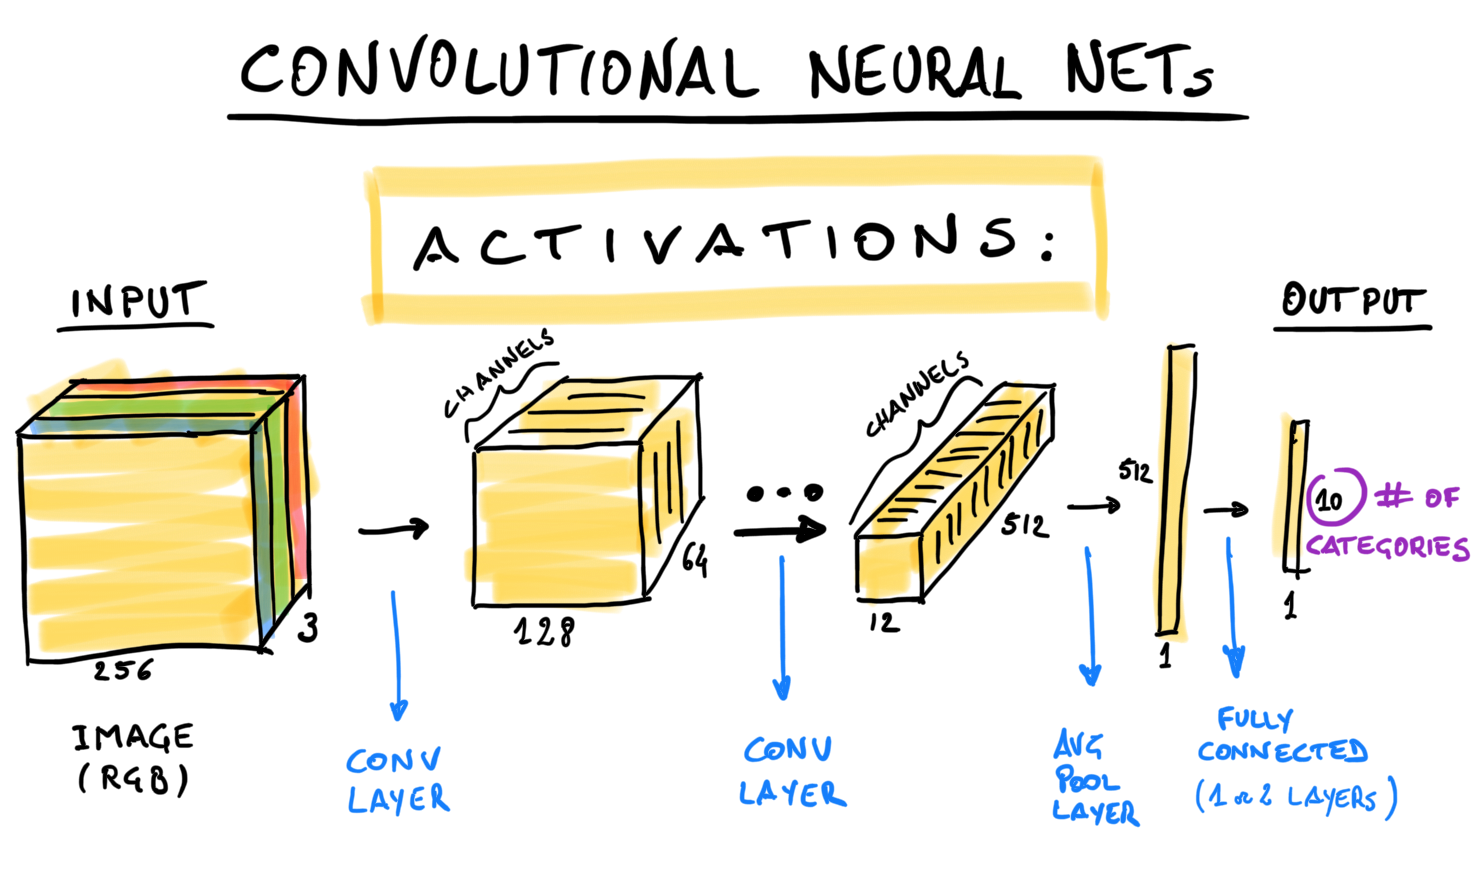 CONVOLUTIONAL NEURAL NETs
ACTIVATIONS:
INPUT
OUTPUT
CHANNELS
CHANNELS
512
10 # OF
CATEGORIES
512
64
3
128
12
1
1
256
IMAGE
(RGB)
CONV
LAYER
CONV
LAYER
AVG
POOL
LAYER
FULLY
CONNECTED
(1 or 2 LAYERS)